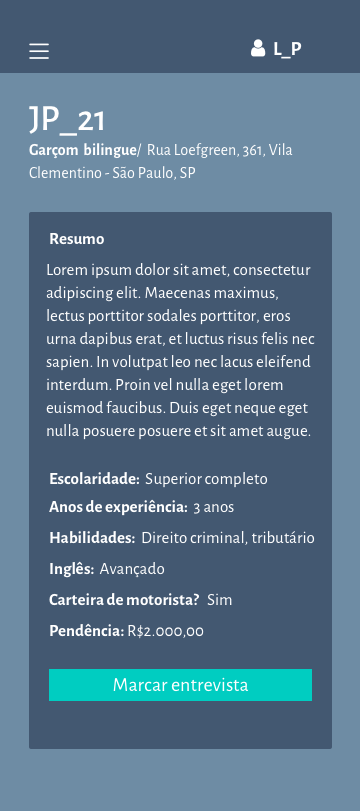 L_P
JP_21
Garçom bilingue/ Rua Loefgreen, 361, Vila
Clementino - São Paulo, SP
Resumo
Lorem ipsum dolor sit amet, consectetur
adipiscing elit. Maecenas maximus,
lectus porttitor sodales porttitor, eros
urna dapibus erat, et luctus risus felis nec
sapien. In volutpat leo nec lacus eleifend
interdum. Proin vel nulla eget lorem
euismod faucibus. Duis eget neque eget
nulla posuere posuere et sit amet augue.
Escolaridade: Superior completo
Anos de experiência: 3 anos
Habilidades: Direito criminal, tributário
Inglês: Avançado
Carteira de motorista? Sim
Pendência: R$2.000,00
Marcar entrevista